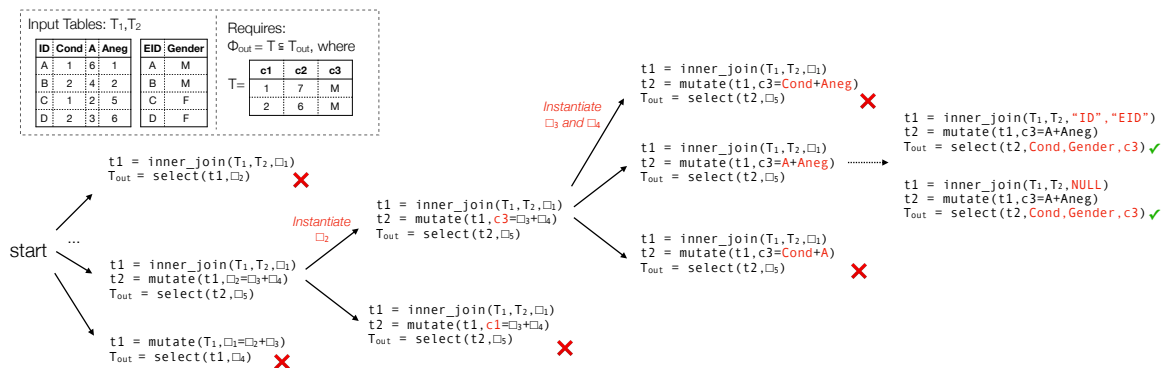 Input Tables: T₁,T₂
ID Cond A Aneg
A 1 6 1
B 2 4 2
C 1 2 5
D 2 3 6
EID Gender
A M
B M
C F
D F
Requires:
Φout = T ≦ Tout, where
T=
c1 c2 c3
1 7 M
2 6 M
start
...
t1 = inner_join(T₁,T₂,□₁)
Tout = select(t1,□₂)
t1 = inner_join(T₁,T₂,□₁)
t2 = mutate(t1,□₂=□₃+□₄)
Tout = select(t2,□₅)
t1 = mutate(T₁,□₁=□₂+□₃)
Tout = select(t1,□₄)
Instantiate
□₂
t1 = inner_join(T₁,T₂,□₁)
t2 = mutate(t1,c3=□₃+□₄)
Tout = select(t2,□₅)
t1 = inner_join(T₁,T₂,□₁)
t2 = mutate(t1,c1=□₃+□₄)
Tout = select(t2,□₅)
Instantiate
□₃ and □₄
t1 = inner_join(T₁,T₂,□₁)
t2 = mutate(t1,c3=Cond+Aneg)
Tout = select(t2,□₅)
t1 = inner_join(T₁,T₂,□₁)
t2 = mutate(t1,c3=A+Aneg)
Tout = select(t2,□₅)
t1 = inner_join(T₁,T₂,□₁)
t2 = mutate(t1,c3=Cond+A)
Tout = select(t2,□₅)
t1 = inner_join(T₁,T₂,“ID”,“EID”)
t2 = mutate(t1,c3=A+Aneg)
Tout = select(t2,Cond,Gender,c3)
t1 = inner_join(T₁,T₂,NULL)
t2 = mutate(t1,c3=A+Aneg)
Tout = select(t2,Cond,Gender,c3)